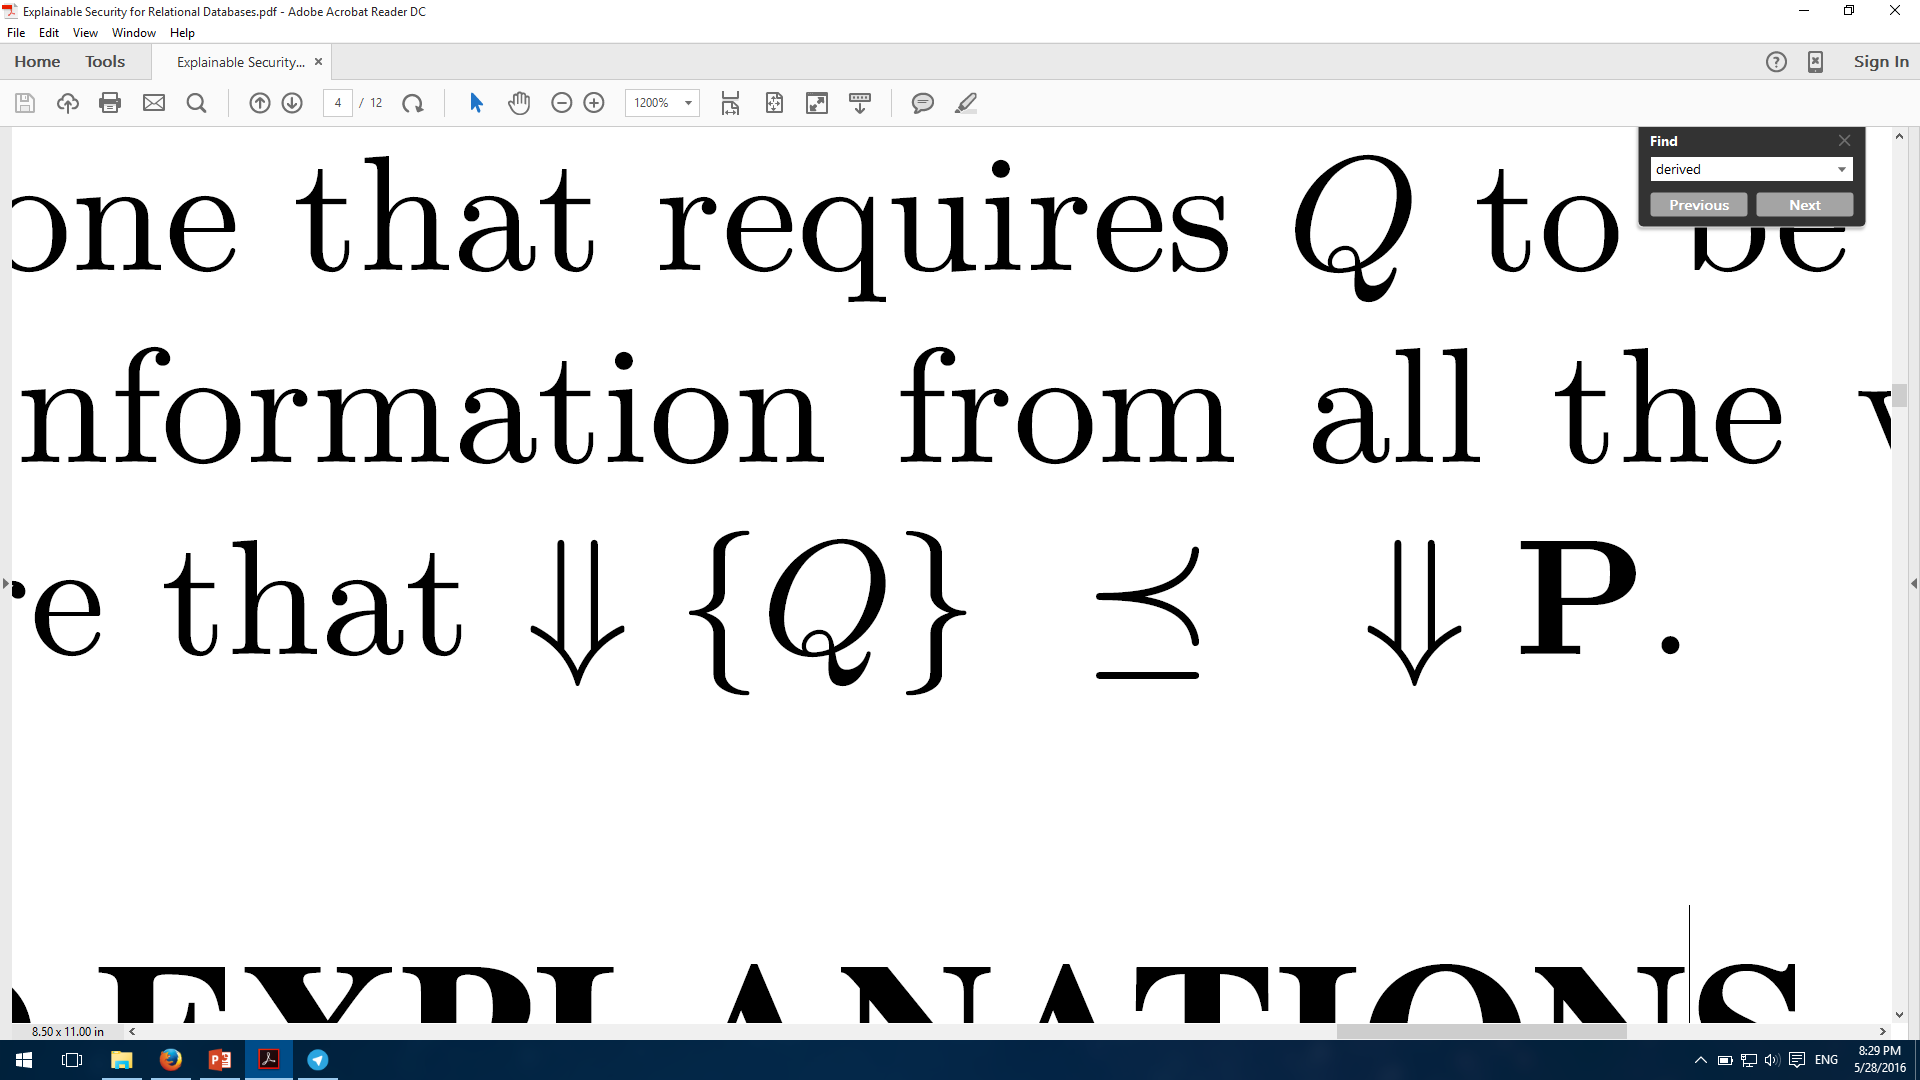 Explainable Security for Relational Databases.pdf - Adobe Acrobat Reader DC
File Edit View Window Help
Home Tools Explainable Security... × Sign In
4 / 12 1200%
Find
derived
Previous Next
one that requires Q to be
nformation from all the
re that ⇓ {Q} ⪯ ⇓ P.
EXPLANATIONS
8.50 x 11.00 in
ENG 8:29 PM
5/28/2016